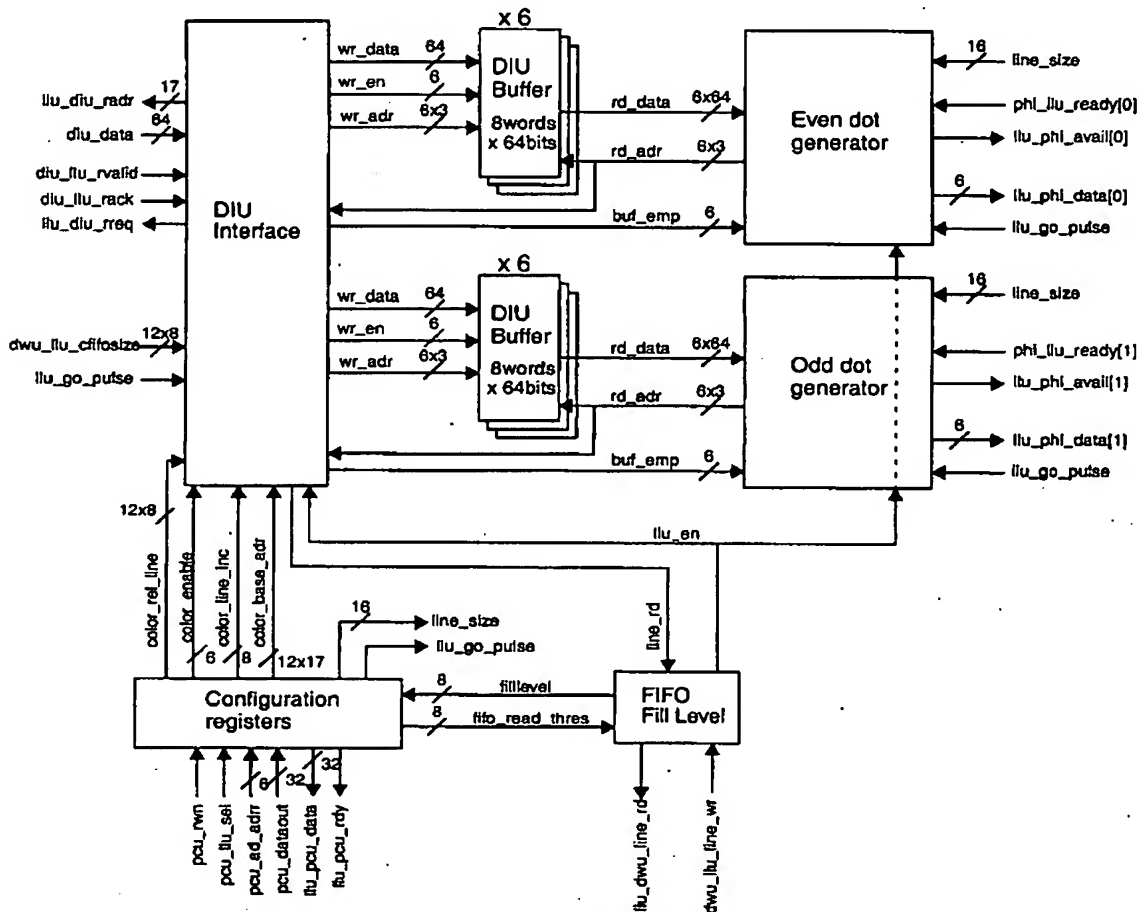 x 6
wr_data
64
wr_en
6
wr_adr
6x3
DIU
Buffer
8words
x 64bits
rd_data
6x64
rd_adr
6x3
buf_emp
6
Even dot
generator
16
line_size
phi_llu_ready[0]
llu_phi_avail[0]
6
llu_phi_data[0]
llu_go_pulse
17
llu_diu_radr
64
diu_data
diu_llu_rvalid
diu_llu_rack
llu_diu_rreq
DIU
Interface
12x8
dwu_llu_cfifosize
llu_go_pulse
x 6
wr_data
64
wr_en
6
wr_adr
6x3
DIU
Buffer
8words
x 64bits
rd_data
6x64
rd_adr
6x3
buf_emp
6
Odd dot
generator
16
line_size
phi_llu_ready[1]
llu_phi_avail[1]
6
llu_phi_data[1]
llu_go_pulse
12x8
color_rel_line
color_enable
6
color_line_inc
8
color_base_adr
12x17
llu_en
line_rd
16
line_size
llu_go_pulse
Configuration
registers
8
filllevel
8
fifo_read_thres
FIFO
Fill Level
pcu_rwn
pcu_llu_sel
6
pcu_ad_adrr
32
pcu_dataout
32
llu_pcu_data
llu_pcu_rdy
llu_dwu_line_rd
dwu_llu_line_wr